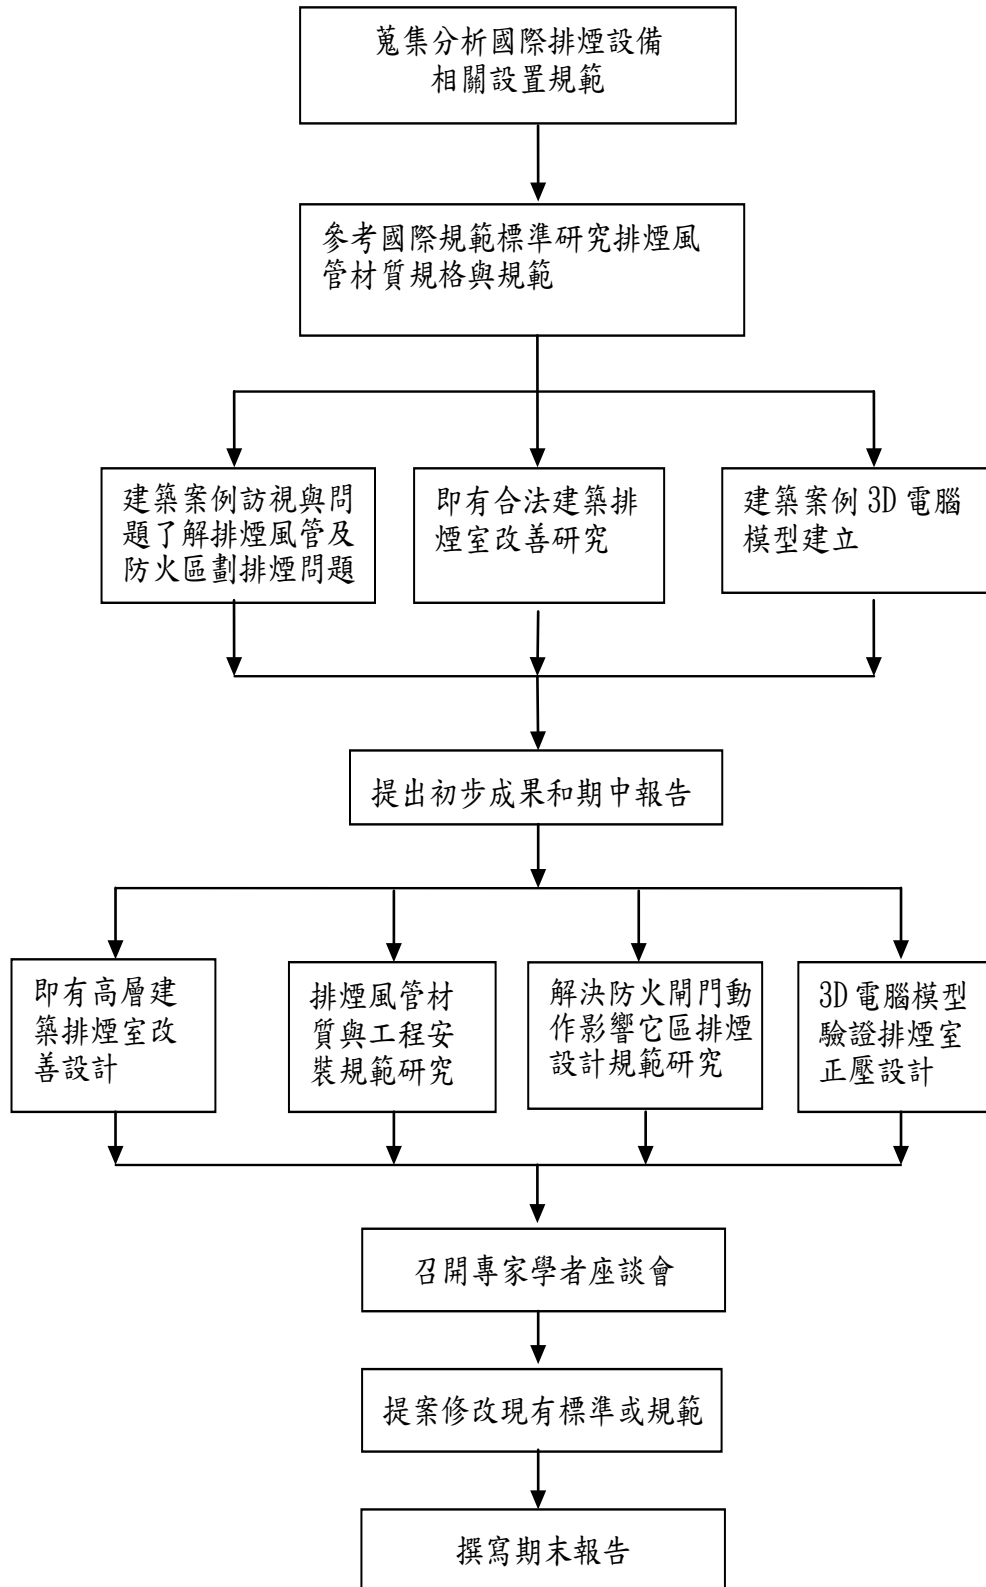 蒐集分析國際排煙設備
相關設置規範
參考國際規範標準研究排煙風
管材質規格與規範
建築案例訪視與問
題了解排煙風管及
防火區劃排煙問題
即有合法建築排
煙室改善研究
建築案例 3D 電腦
模型建立
提出初步成果和期中報告
即有高層建
築排煙室改
善設計
排煙風管材
質與工程安
裝規範研究
解決防火閘門動
作影響它區排煙
設計規範研究
3D 電腦模型
驗證排煙室
正壓設計
召開專家學者座談會
提案修改現有標準或規範
撰寫期末報告